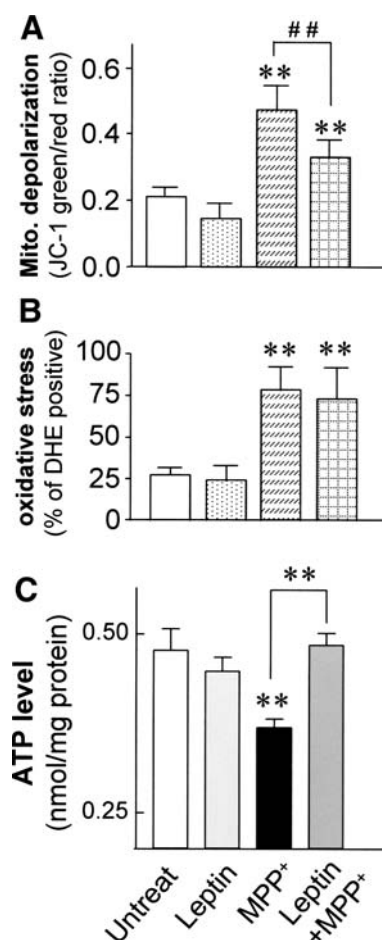 A
Mito. depolarization
(JC-1 green/red ratio)
0.6
0.4
0.2
0.0
##
**
**
B
oxidative stress
(% of DHE positive)
100
75
50
25
0
**
**
C
ATP level
(nmol/mg protein)
0.50
0.25
**
**
Untreat
Leptin
MPP⁺
Leptin
+MPP⁺